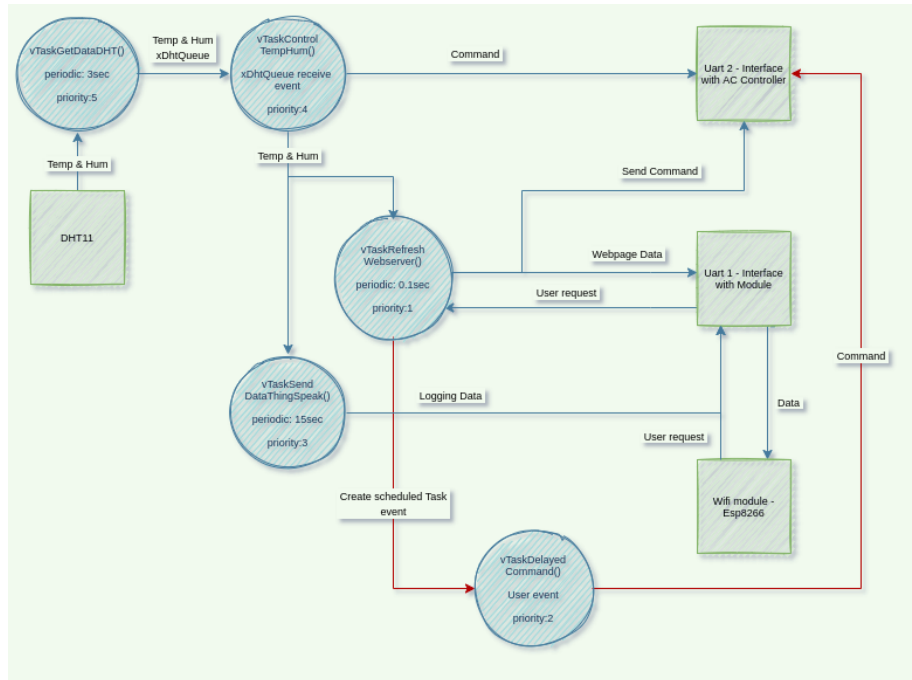 vTaskGetDataDHT()
periodic: 3sec
priority:5
Temp & Hum
xDhtQueue
vTaskControl
TempHum()
xDhtQueue receive
event
priority:4
Command
Uart 2 - Interface
with AC Controller
Temp & Hum
DHT11
Temp & Hum
Send Command
vTaskRefresh
Webserver()
periodic: 0.1sec
priority:1
Webpage Data
User request
Uart 1 - Interface
with Module
Command
vTaskSend
DataThingSpeak()
periodic: 15sec
priority:3
Logging Data
Data
User request
Wifi module -
Esp8266
Create scheduled Task
event
vTaskDelayed
Command()
User event
priority:2